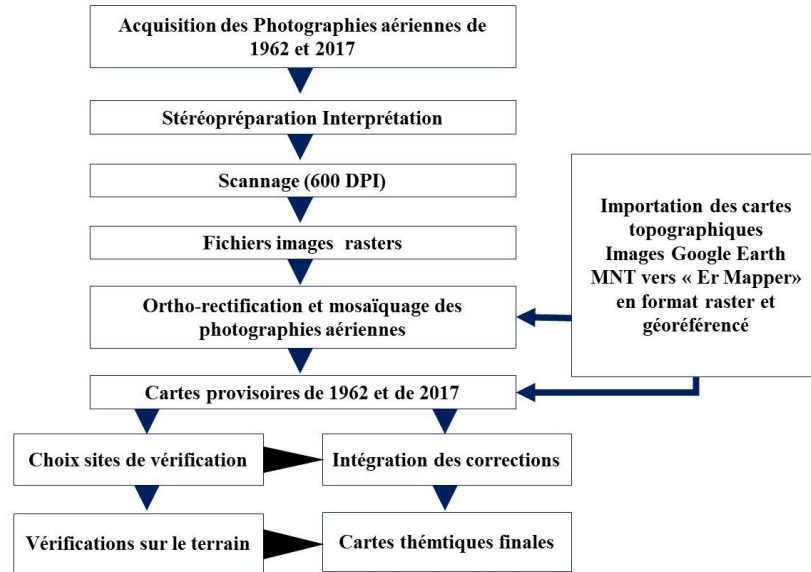 Acquisition des Photographies aériennes de
1962 et 2017
Stéréopréparation Interprétation
Scannage (600 DPI)
Fichiers images rasters
Ortho-rectification et mosaïquage des
photographies aériennes
Importation des cartes
topographiques
Images Google Earth
MNT vers « Er Mapper»
en format raster et
géoréférencé
Cartes provisoires de 1962 et de 2017
Choix sites de vérification
Intégration des corrections
Vérifications sur le terrain
Cartes thémtiques finales